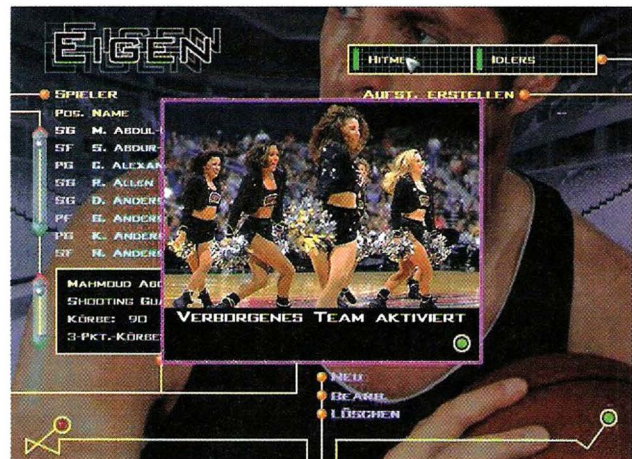 EIGEN
HITME
IDLERS
SPIELER
AUFST. ERSTELLEN
POS. NAME
SG M. ABDUL-
SF S. ABDUR-
PG C. ALEXAN
SG R. ALLEN
SG D. ANDERS
PF G. ANDERS
PG K. ANDERS
SF N. ANDERS
MAHMOUD ABD
SHOOTING GUA
KÖRBE: 90
3-PKT.-KÖRBE:
VERBORGENES TEAM AKTIVIERT
NEU
BEARB.
LÖSCHEN